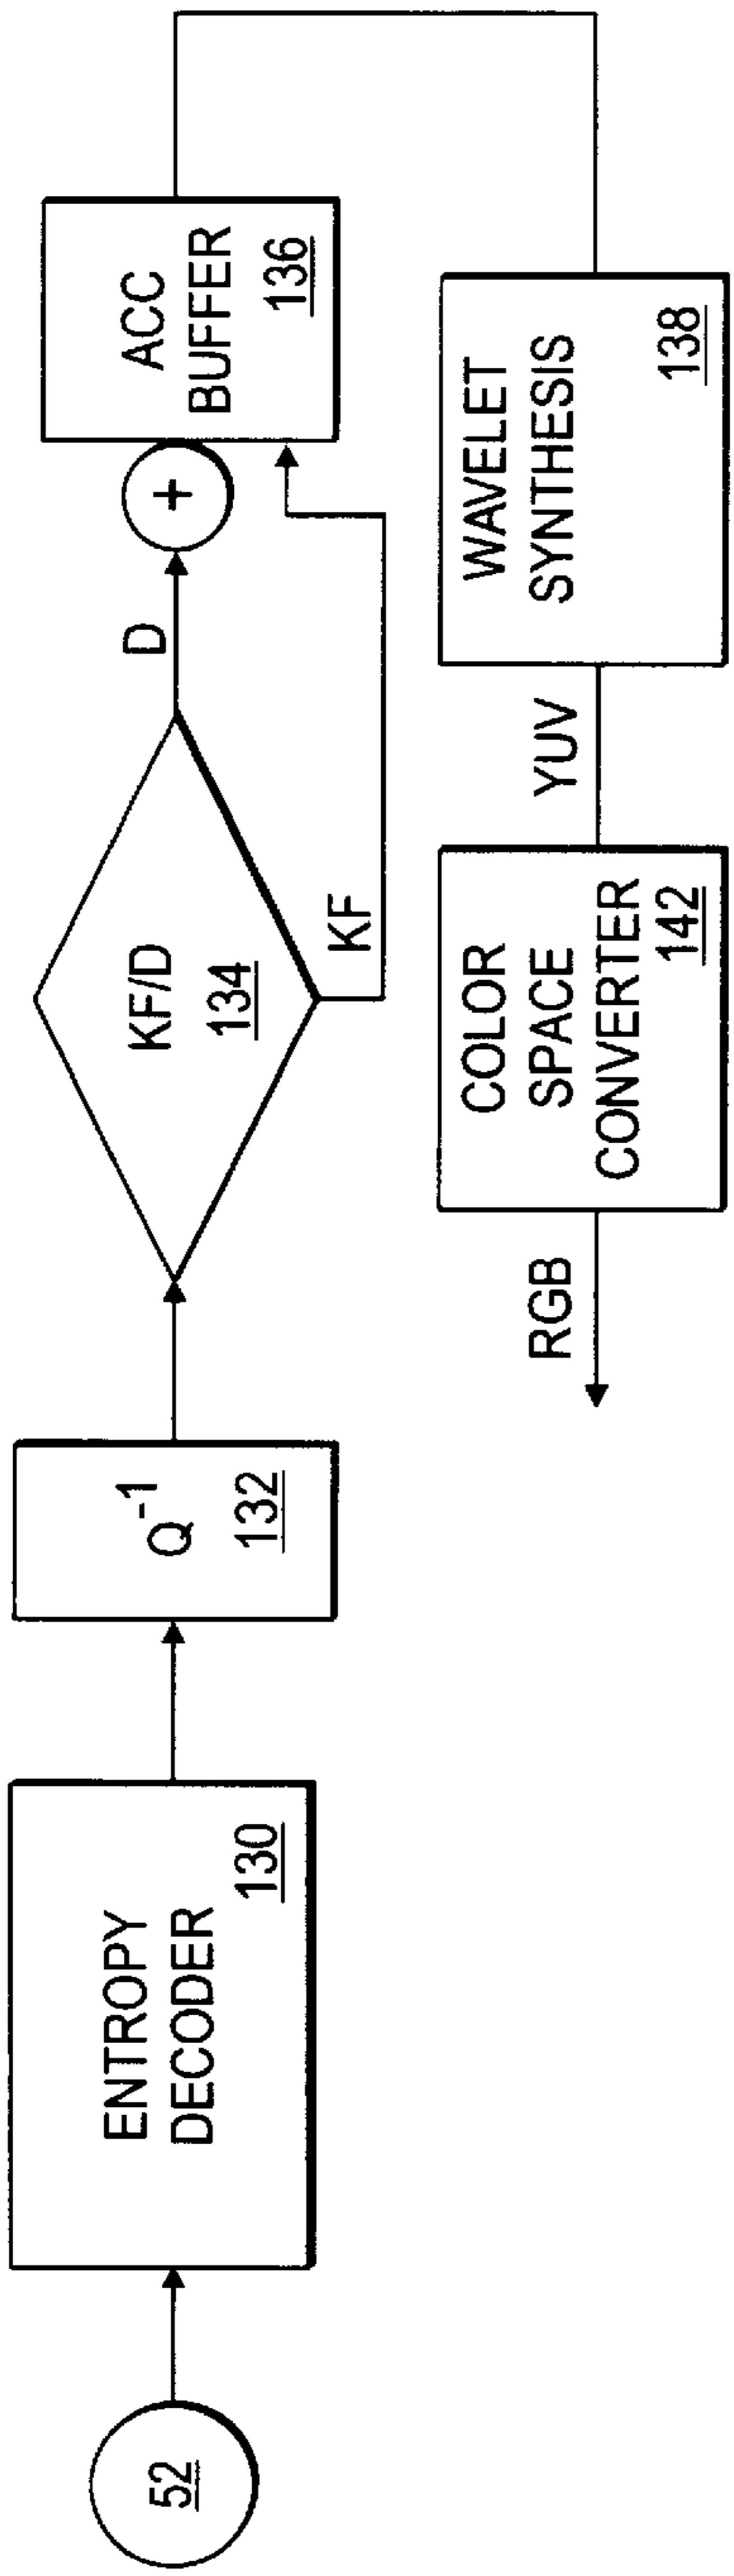 52
ENTROPY
DECODER
130
Q⁻¹
132
KF/D
134
D
KF
+
ACC
BUFFER
136
WAVELET
SYNTHESIS
138
YUV
COLOR
SPACE
CONVERTER
142
RGB